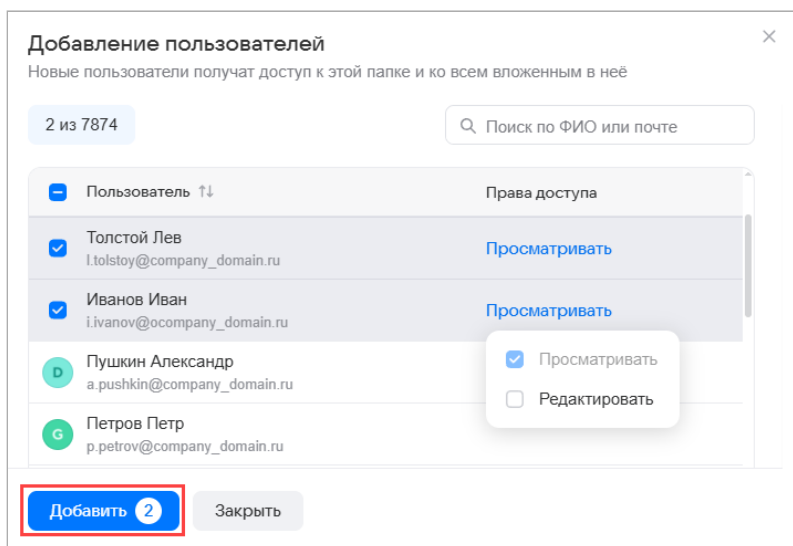 Добавление пользователей
Новые пользователи получат доступ к этой папке и ко всем вложенным в неё
2 из 7874
Поиск по ФИО или почте
Пользователь
Права доступа
Толстой Лев
Просматривать
l.tolstoy@company_domain.ru
Иванов Иван
Просматривать
i.ivanov@ocompany_domain.ru
D
Пушкин Александр
a.pushkin@company_domain.ru
Просматривать
Редактировать
G
Петров Петр
p.petrov@company_domain.ru
Добавить 2
Закрыть